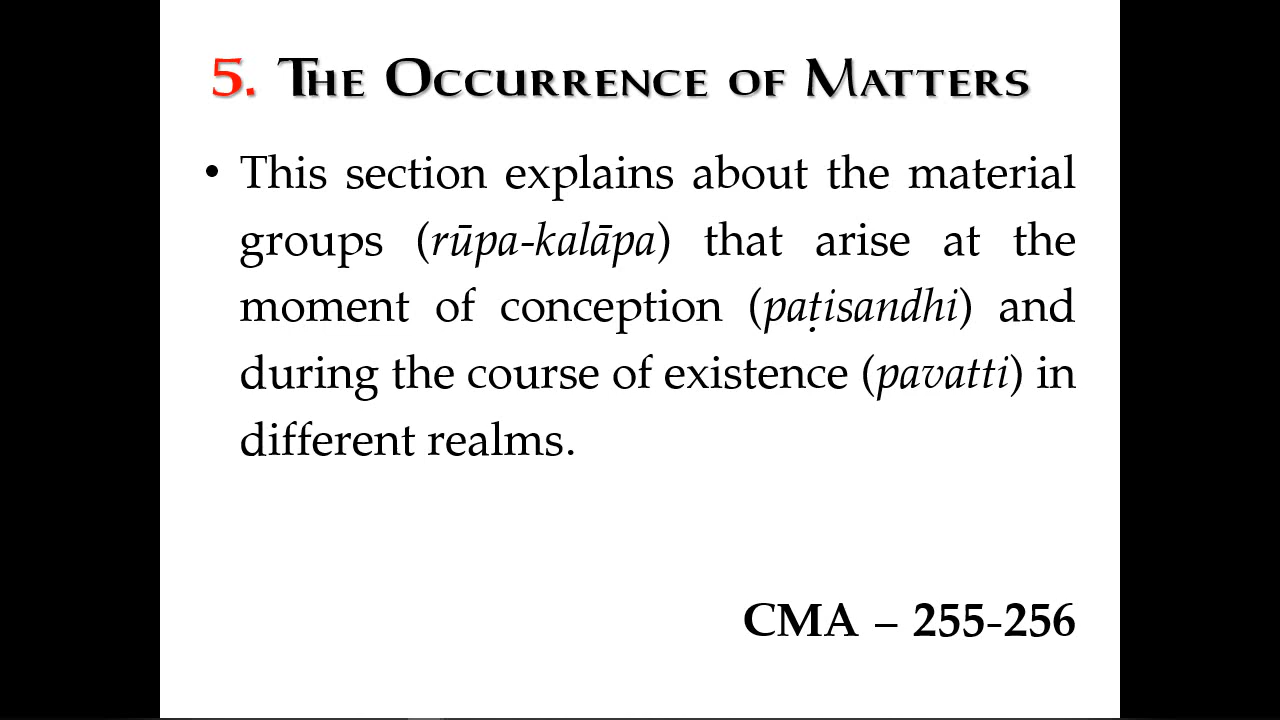 5. The Occurrence of Matters
• This section explains about the material
groups (rūpa-kalāpa) that arise at the
moment of conception (paṭisandhi) and
during the course of existence (pavatti) in
different realms.
CMA – 255-256